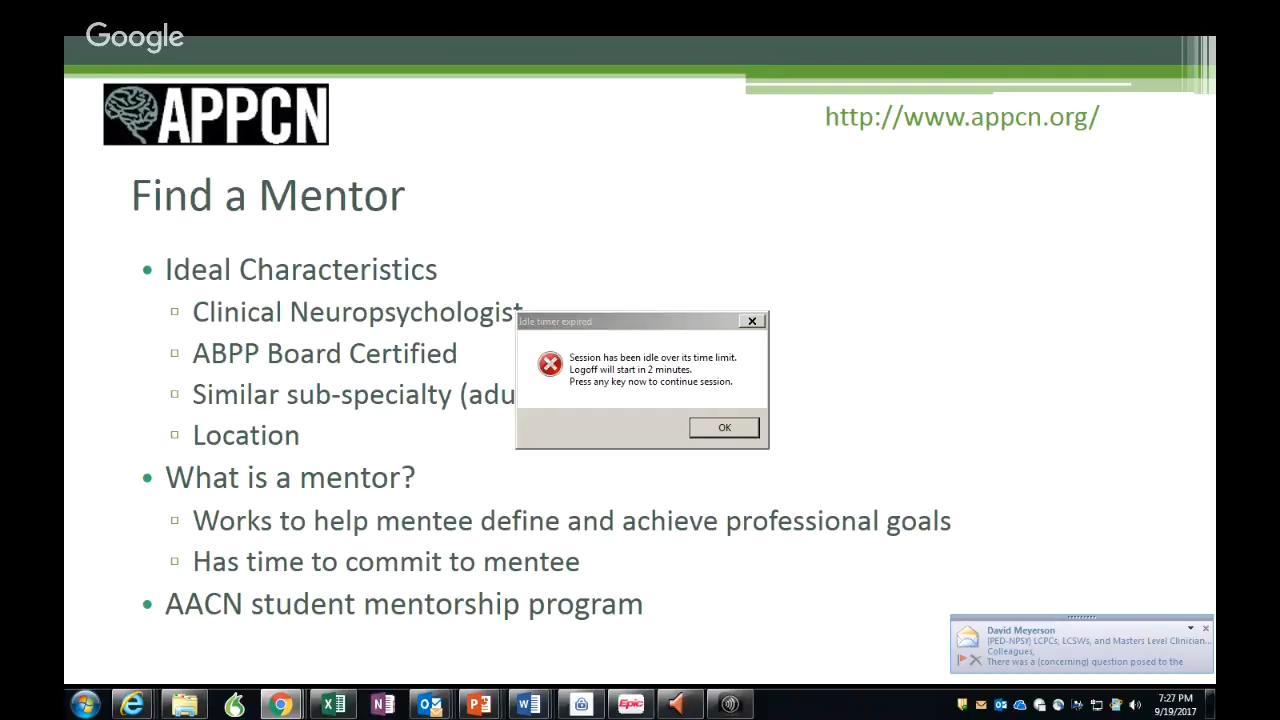 Google
APPCN
http://www.appcn.org/
Find a Mentor
• Ideal Characteristics
Clinical Neuropsychologist
ABPP Board Certified
Similar sub-specialty (adu
Location
Idle timer expired
Session has been idle over its time limit.
Logoff will start in 2 minutes.
Press any key now to continue session.
OK
• What is a mentor?
Works to help mentee define and achieve professional goals
Has time to commit to mentee
• AACN student mentorship program
David Meyerson
[PED-NPSY] LCPCs, LCSWs, and Masters Level Clinician...
Colleagues,
There was a (concerning) question posed to the
Epic
7:27 PM
9/19/2017